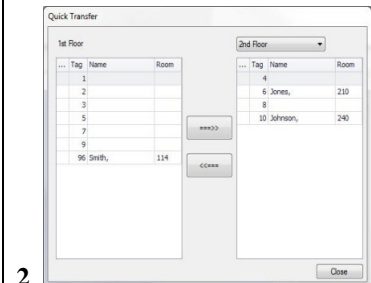 Quick Transfer
1st Floor
2nd Floor
... Tag Name Room
1
2
3
5
7
9
96 Smith, 114
===>>
<<===
... Tag Name Room
4
6 Jones, 210
8
10 Johnson, 240
Close
2